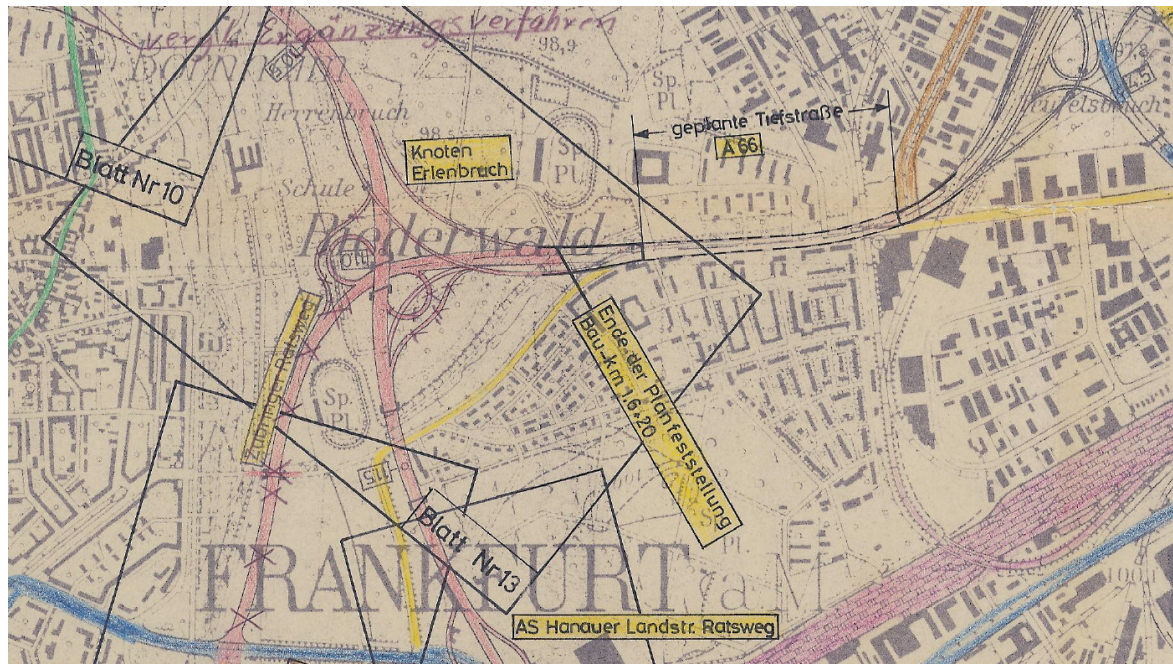 vergl. Ergänzungsverfahren
98,9
Herrenbruch
Sp.
Pl.
geplante Tiefstraße
A 66
Blatt Nr 10
98
Knoten
Erlenbruch
Sp.
Schule
Riederwald
Ratsweg
Ende der Planfeststellung
Bau-km 1,6+20
Sp.
Pl.
Blatt Nr 13
Pl.
FRANKFURT a M
100
AS Hanauer Landstr. Ratsweg